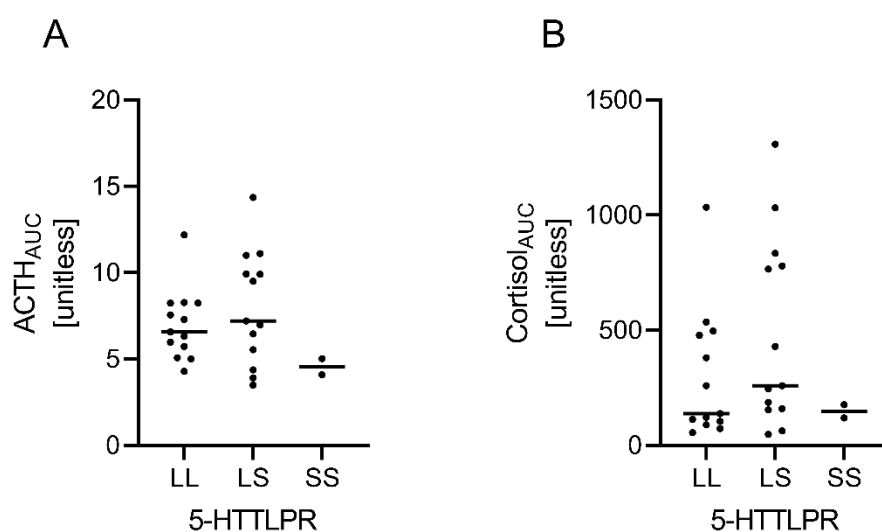 A
ACTH_AUC
[unitless]
20
15
10
5
0
LL LS SS
5-HTTLPR
B
Cortisol_AUC
[unitless]
1500
1000
500
0
LL LS SS
5-HTTLPR